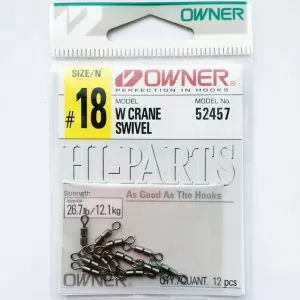 OWNER
SIZE/N°
#18
OWNER®
PERFECTION IN HOOKS
MODEL
W CRANE
SWIVEL
MODEL No.
52457
HI-PARTS
Strength
approx
26.7lb/12.1kg
As Good As The Hooks
OWNER
QTY./QUANT. 12 pcs